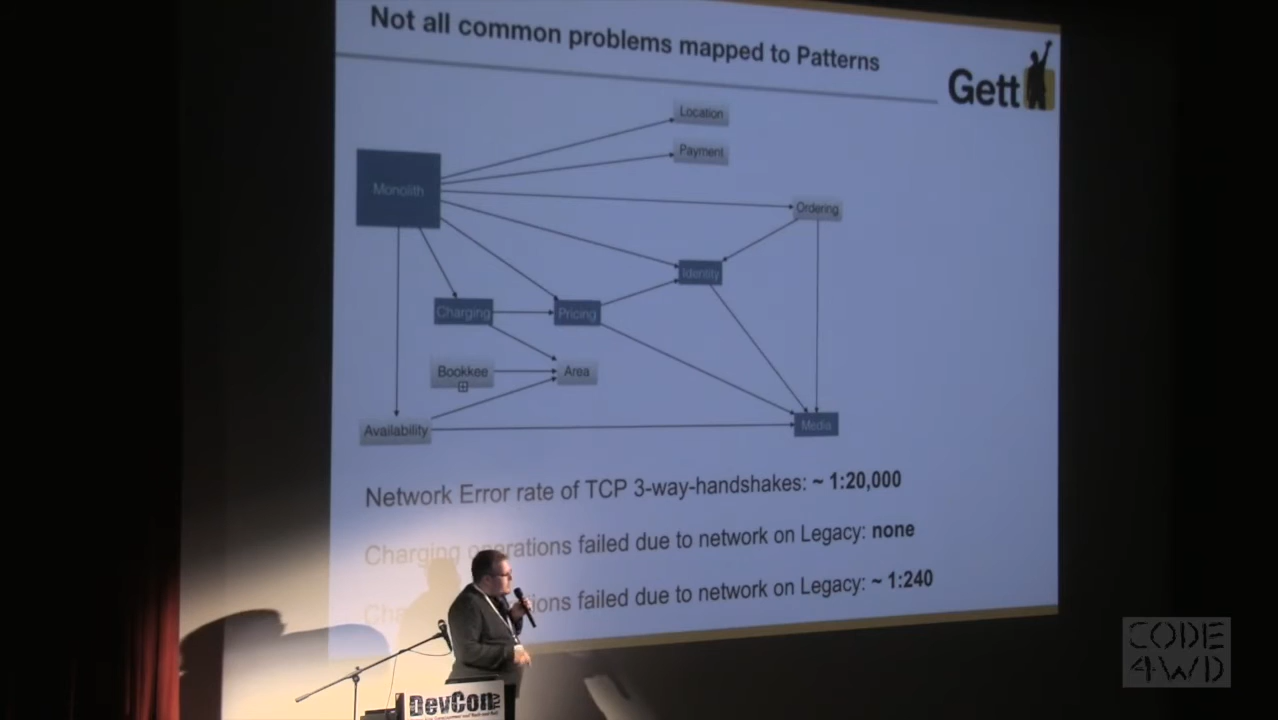 Not all common problems mapped to Patterns
Gett
Location
Payment
Monolith
Ordering
Identity
Charging
Pricing
Bookkee
Area
Availability
Media
Network Error rate of TCP 3-way-handshakes: ~ 1:20,000
Charging operations failed due to network on Legacy: none
failed due to network on Legacy: ~ 1:240
DevCon
CODE
4WD